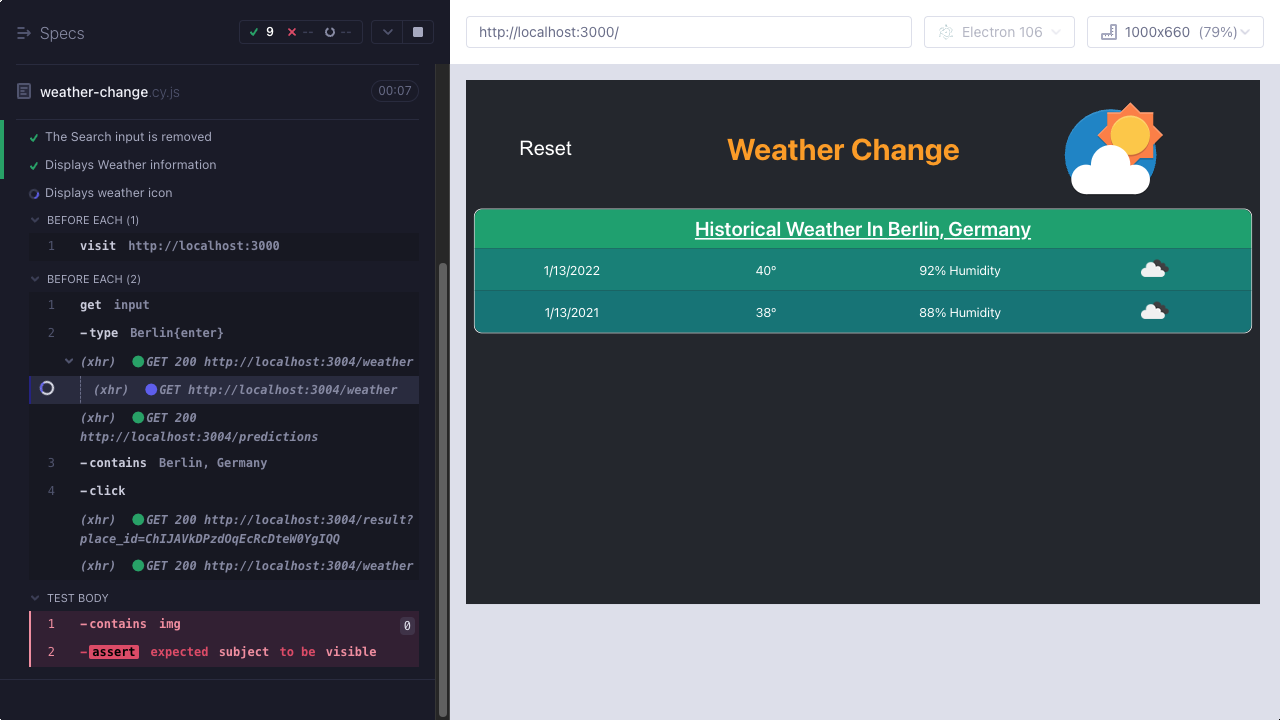 Specs
9
--
--
weather-change.cy.js
00:07
The Search input is removed
Displays Weather information
Displays weather icon
BEFORE EACH (1)
1 visit http://localhost:3000
BEFORE EACH (2)
1 get input
2 -type Berlin{enter}
(xhr) GET 200 http://localhost:3004/weather
(xhr) GET http://localhost:3004/weather
(xhr) GET 200
http://localhost:3004/predictions
3 -contains Berlin, Germany
4 -click
(xhr) GET 200 http://localhost:3004/result?
place_id=ChIJAVkDPzdOqEcRcDteW0YgIQQ
(xhr) GET 200 http://localhost:3004/weather
TEST BODY
1 -contains img 0
2 -assert expected subject to be visible
http://localhost:3000/
Electron 106
1000x660 (79%)
Reset
Weather Change
Historical Weather In Berlin, Germany
1/13/2022 40° 92% Humidity
1/13/2021 38° 88% Humidity